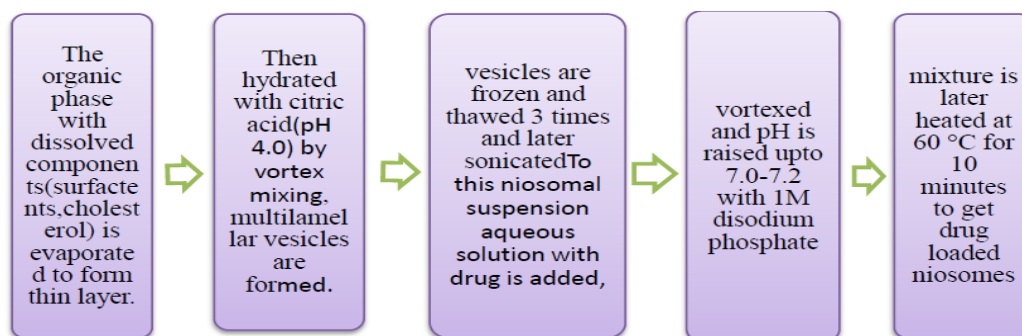 The
organic
phase
with
dissolved
componen
ts(surfacte
nts,cholest
erol) is
evaporate
d to form
thin layer.
Then
hydrated
with citric
acid(pH
4.0) by
vortex
mixing,
multilamel
lar vesicles
are
formed.
vesicles are
frozen and
thawed 3 times
and later
sonicatedTo
this niosomal
suspension
aqueous
solution with
drug is added,
vortexed
and pH is
raised upto
7.0-7.2
with 1M
disodium
phosphate
mixture is
later
heated at
60 °C for
10
minutes
to get
drug
loaded
niosomes